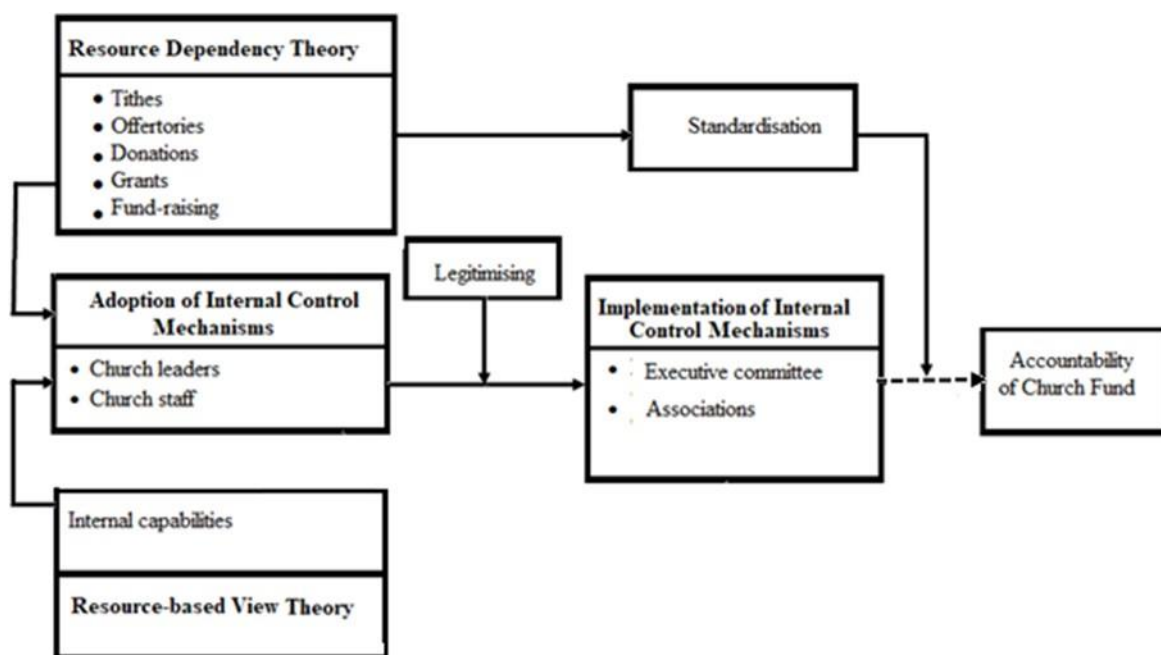 Resource Dependency Theory
• Tithes
• Offertories
• Donations
• Grants
• Fund-raising
Standardisation
Legitimising
Adoption of Internal Control
Mechanisms
• Church leaders
• Church staff
Implementation of Internal
Control Mechanisms
• Executive committee
• Associations
Accountability
of Church Fund
Internal capabilities
Resource-based View Theory